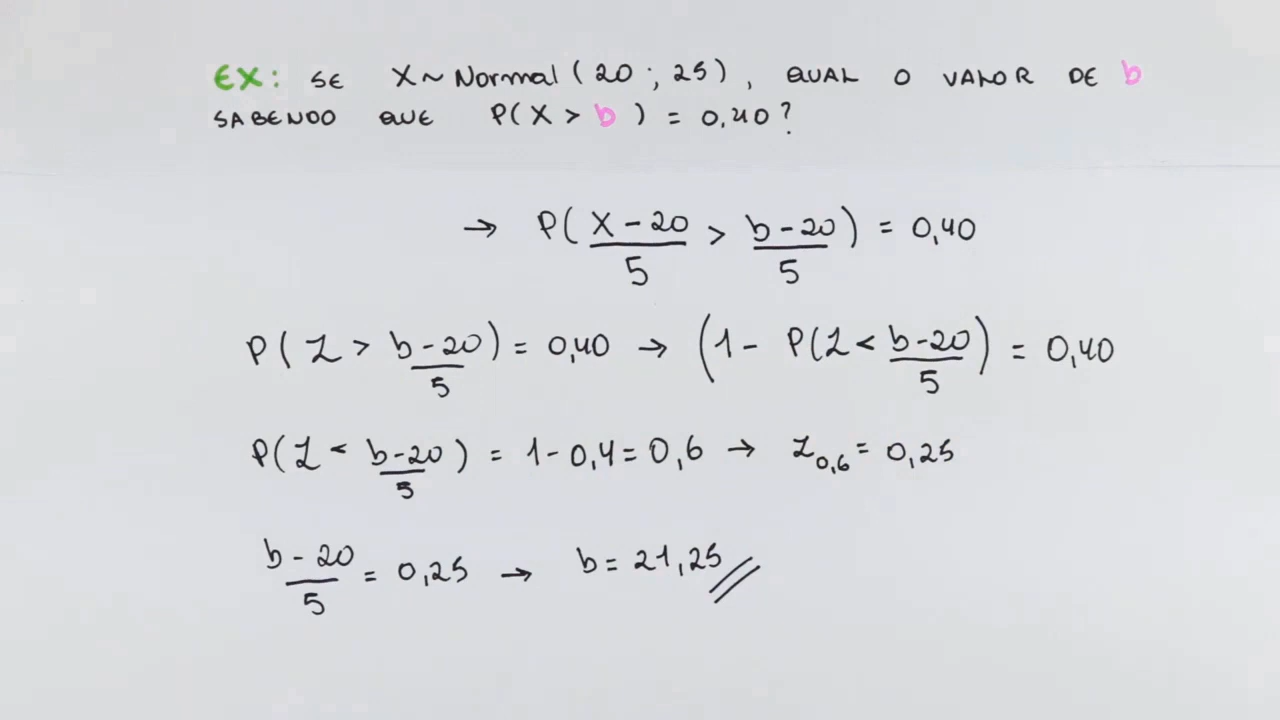 EX: SE X ~ Normal ( 20 ; 25 ) , QUAL O VALOR DE b
SABENDO QUE P( X > b ) = 0,40 ?
→ P( (X - 20)/5 > (b - 20)/5 ) = 0,40
P( Z > (b - 20)/5 ) = 0,40 → ( 1 - P(Z < (b - 20)/5 ) = 0,40
P( Z < (b - 20)/5 ) = 1 - 0,4 = 0,6 → Z0,6 = 0,25
(b - 20)/5 = 0,25 → b = 21,25 //